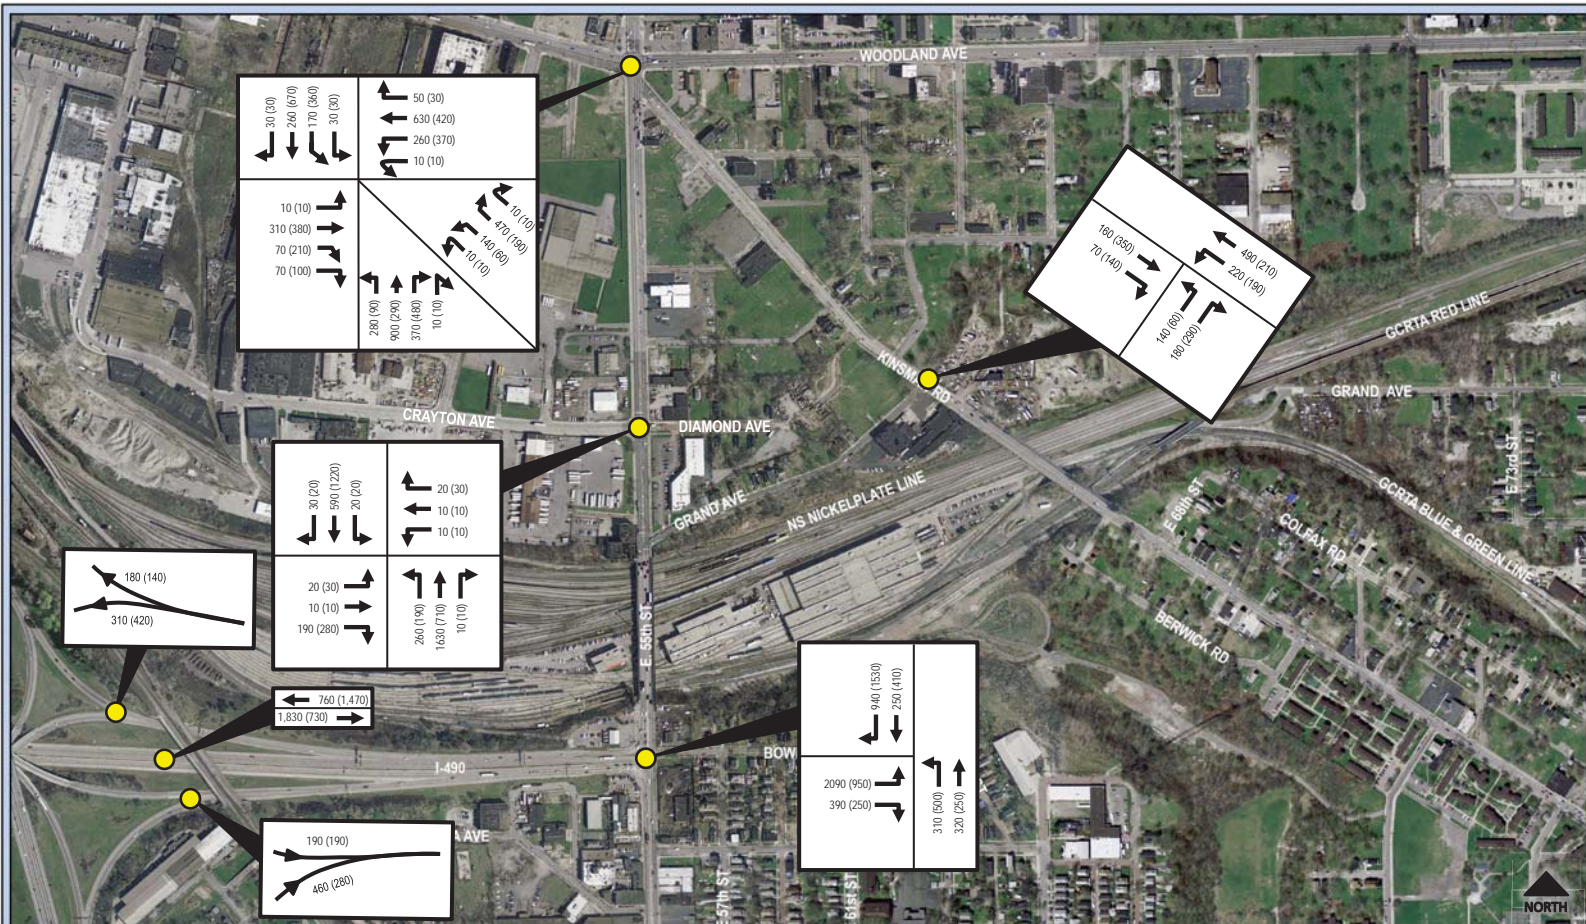 WOODLAND AVE
30 (30)
260 (670)
170 (360)
30 (30)
50 (30)
630 (420)
260 (370)
10 (10)
10 (10)
310 (380)
70 (210)
70 (100)
10 (10)
470 (190)
140 (60)
10 (10)
280 (90)
900 (290)
370 (480)
10 (10)
160 (350)
70 (140)
490 (210)
220 (190)
140 (60)
180 (290)
GCRTA RED LINE
KINSMAN RD
GRAND AVE
CRAYTON AVE
DIAMOND AVE
30 (20)
590 (1220)
20 (20)
20 (30)
10 (10)
10 (10)
20 (30)
10 (10)
190 (280)
260 (190)
1630 (710)
10 (10)
GRAND AVE
NS NICKELPLATE LINE
E 73rd ST
E 68th ST
COLFAX RD
GCRTA BLUE & GREEN LINE
180 (140)
310 (420)
E. 55th ST
BERWICK RD
760 (1,470)
1,830 (730)
940 (1530)
250 (410)
2090 (950)
390 (250)
310 (500)
320 (250)
I-490
BOW
190 (190)
460 (280)
A AVE
E 57th ST
61st ST
NORTH